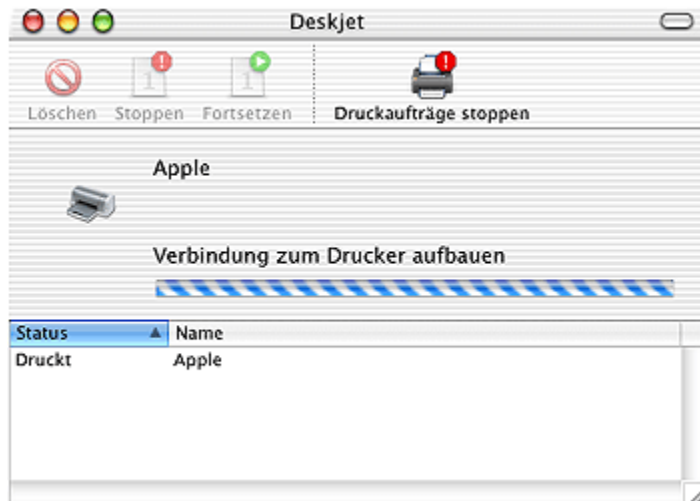 Deskjet
Löschen Stoppen Fortsetzen Druckaufträge stoppen
Apple
Verbindung zum Drucker aufbauen
Status Name
Druckt Apple